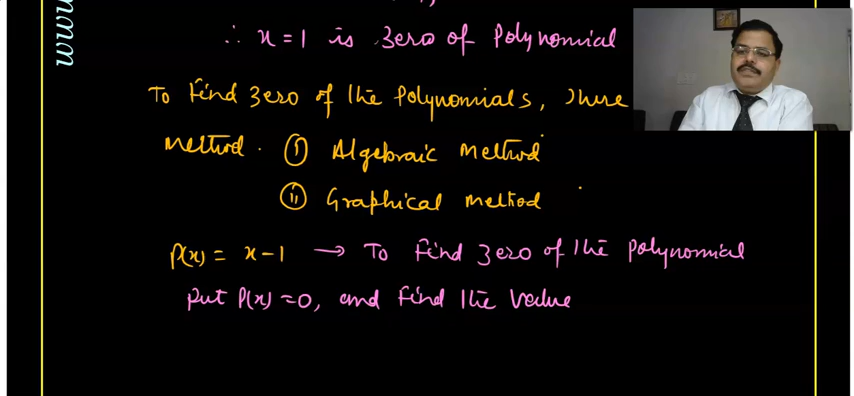 www
∴ x = 1 is zero of Polynomial
To Find Zero of the Polynomials, there
Method. (i) Algebraic Method
(ii) Graphical Method
P(x) = x - 1 → To Find Zero of the Polynomial
Put P(x) = 0, and Find the Value